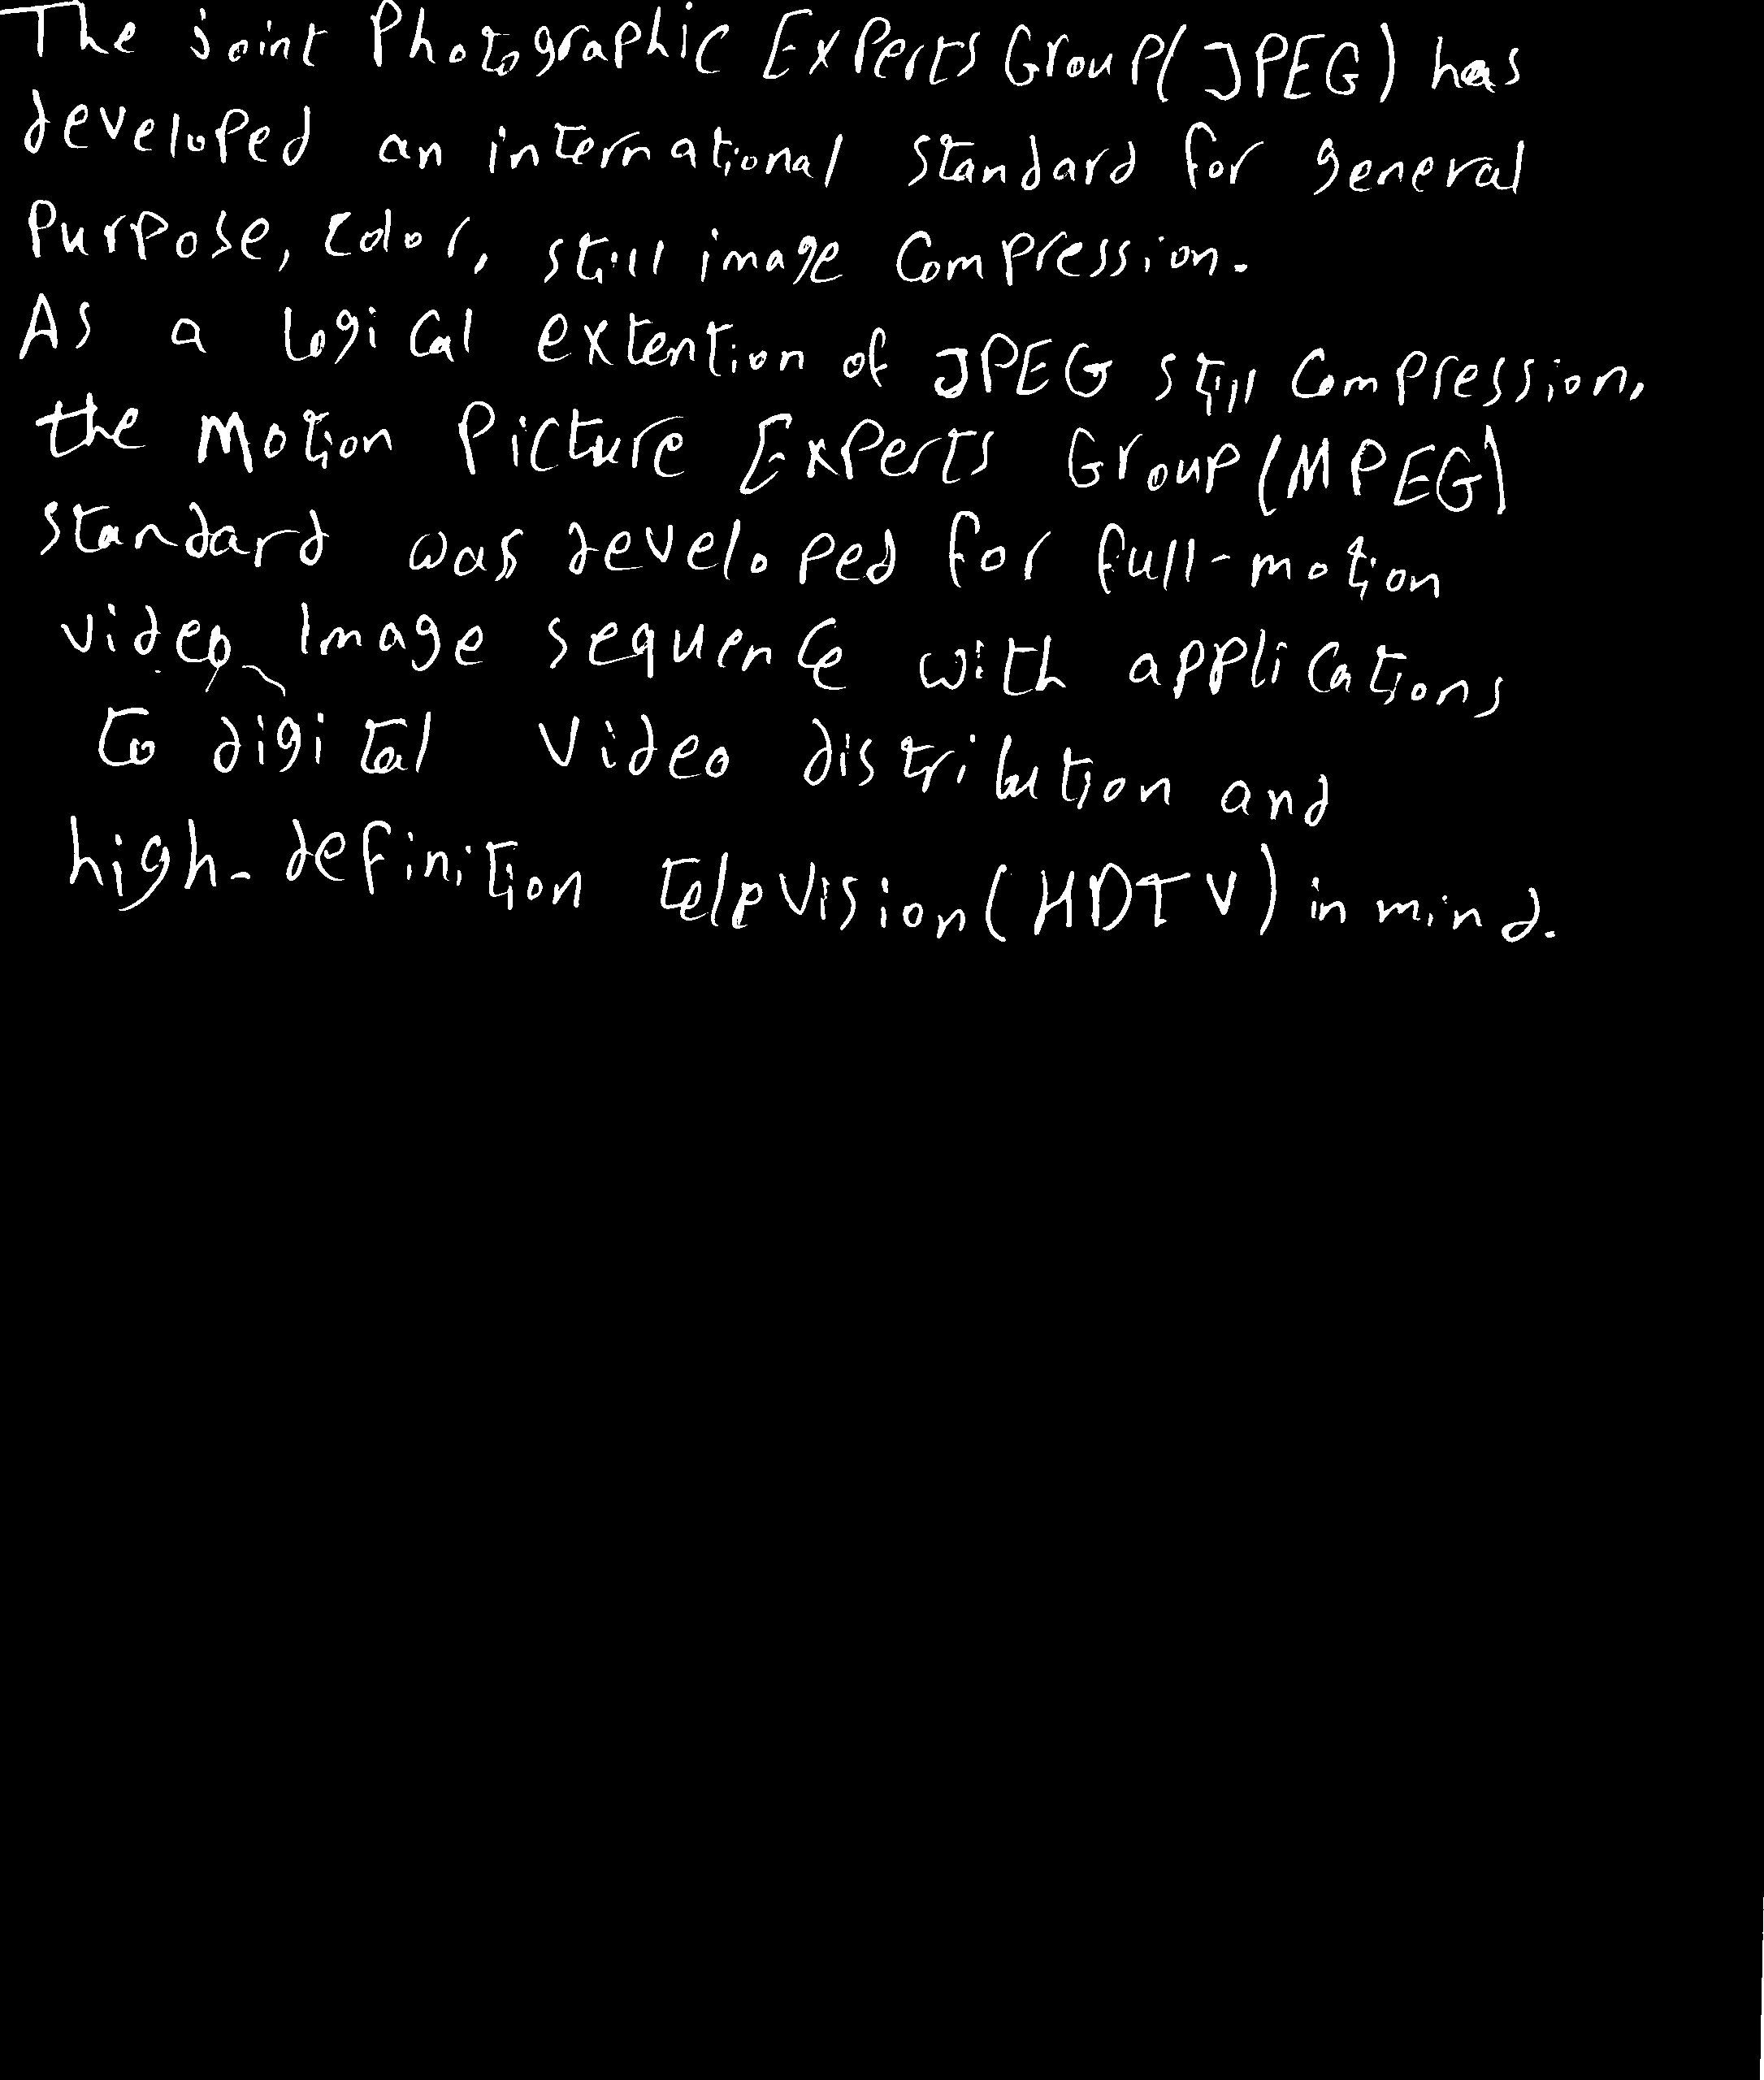 The joint Photographic Experts Group (JPEG) has
developed an international standard for general
Purpose, color, still image compression.
As a logical extention of JPEG still compression,
the Motion Picture Experts Group (MPEG)
standard was developed for full-motion
video Image sequence with applications
to digital video distribution and
high-definition television (HDTV) in mind.